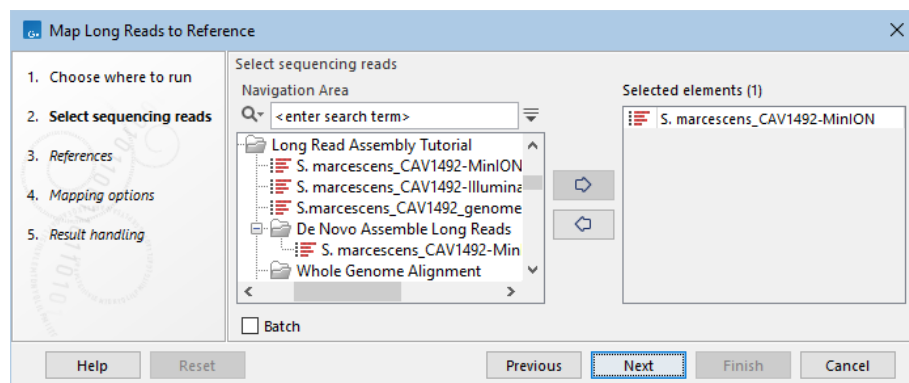 G. Map Long Reads to Reference
1. Choose where to run
2. Select sequencing reads
3. References
4. Mapping options
5. Result handling
Select sequencing reads
Navigation Area
<enter search term>
Long Read Assembly Tutorial
S. marcescens_CAV1492-MinION
S. marcescens_CAV1492-Illumina
S.marcescens_CAV1492_genome
De Novo Assemble Long Reads
S. marcescens_CAV1492-Min
Whole Genome Alignment
Batch
Selected elements (1)
S. marcescens_CAV1492-MinION
Help Reset Previous Next Finish Cancel